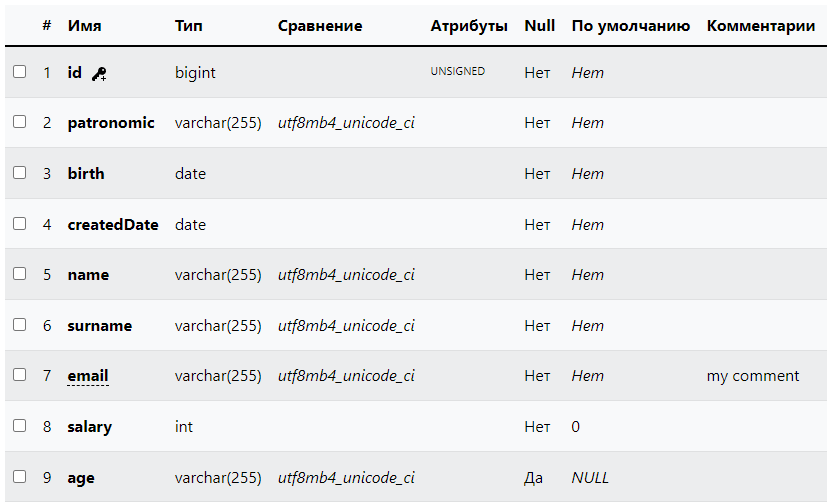 # Имя Тип Сравнение Атрибуты Null По умолчанию Комментарии
1 id bigint UNSIGNED Нет Нет
2 patronomic varchar(255) utf8mb4_unicode_ci Нет Нет
3 birth date Нет Нет
4 createdDate date Нет Нет
5 name varchar(255) utf8mb4_unicode_ci Нет Нет
6 surname varchar(255) utf8mb4_unicode_ci Нет Нет
7 email varchar(255) utf8mb4_unicode_ci Нет Нет my comment
8 salary int Нет 0
9 age varchar(255) utf8mb4_unicode_ci Да NULL